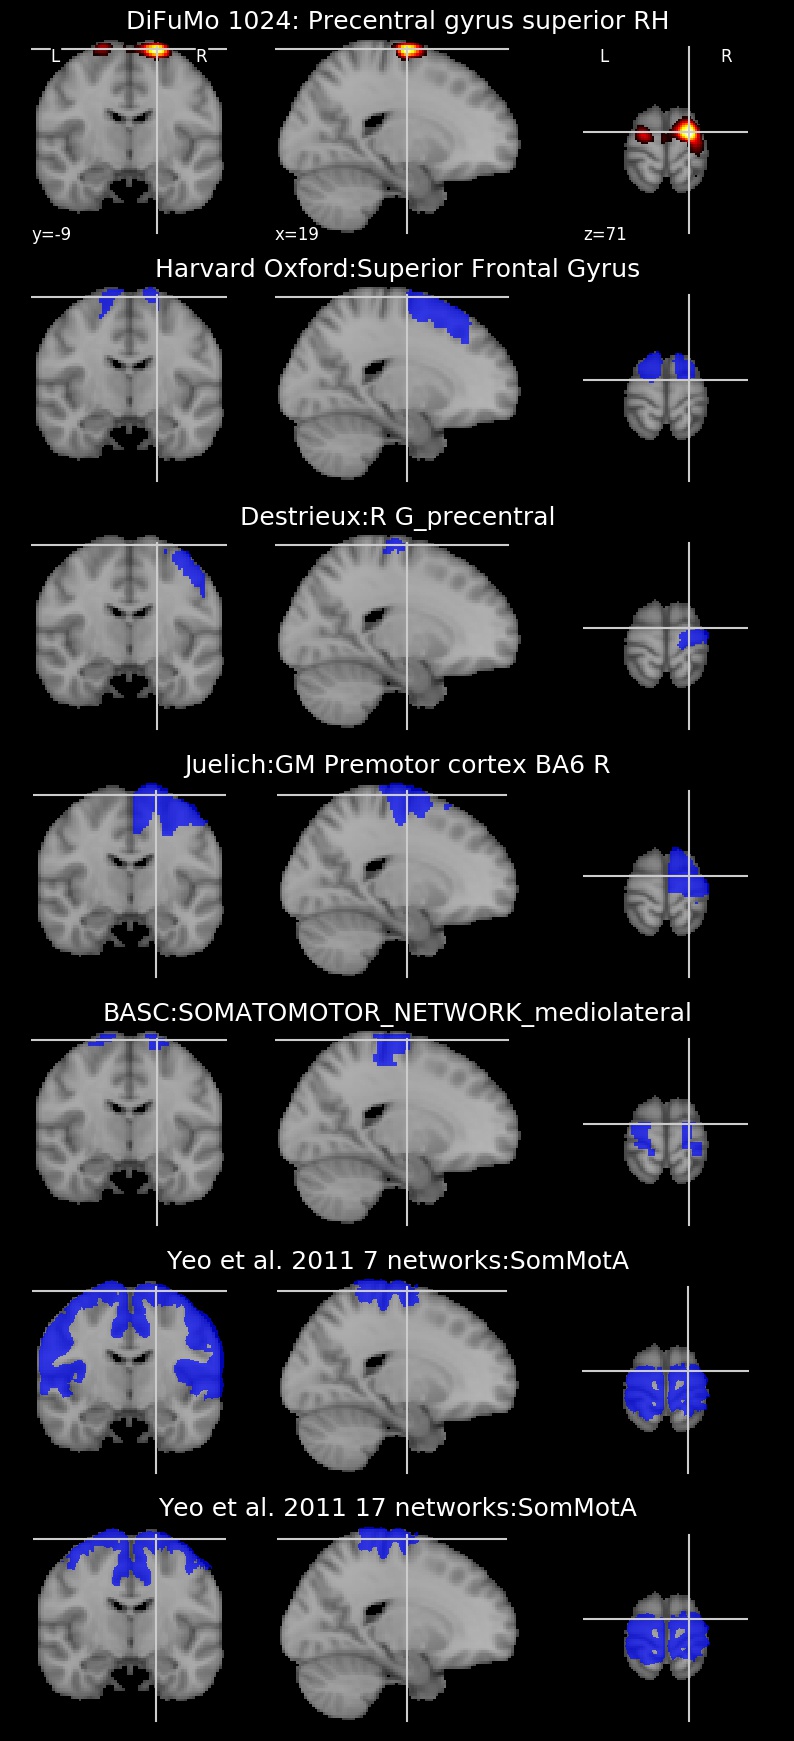 DiFuMo 1024: Precentral gyrus superior RH
L R L R
y=-9 x=19 z=71
Harvard Oxford:Superior Frontal Gyrus
Destrieux:R G_precentral
Juelich:GM Premotor cortex BA6 R
BASC:SOMATOMOTOR_NETWORK_mediolateral
Yeo et al. 2011 7 networks:SomMotA
Yeo et al. 2011 17 networks:SomMotA